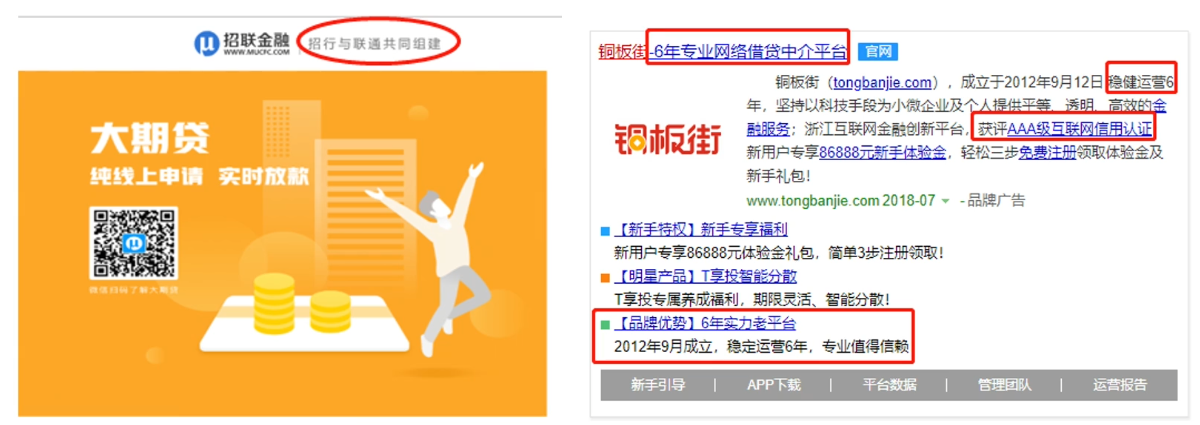 招联金融
WWW.MUCFC.COM
招行与联通共同组建
大期贷
纯线上申请 实时放款
微信扫码了解大期贷
铜板街-6年专业网络借贷中介平台 官网
铜板街（tongbanjie.com），成立于2012年9月12日 稳健运营6
年，坚持以科技手段为小微企业及个人提供平等、透明、高效的金
融服务；浙江互联网金融创新平台，获评AAA级互联网信用认证
新用户专享86888元新手体验金，轻松三步免费注册领取体验金及
新手礼包！
www.tongbanjie.com 2018-07 - 品牌广告
铜板街
【新手特权】新手专享福利
新用户专享86888元体验金礼包，简单3步注册领取！
【明星产品】T享投智能分散
T享投专属养成福利，期限灵活、智能分散！
【品牌优势】6年实力老平台
2012年9月成立，稳定运营6年，专业值得信赖
新手引导 | APP下载 | 平台数据 | 管理团队 | 运营报告